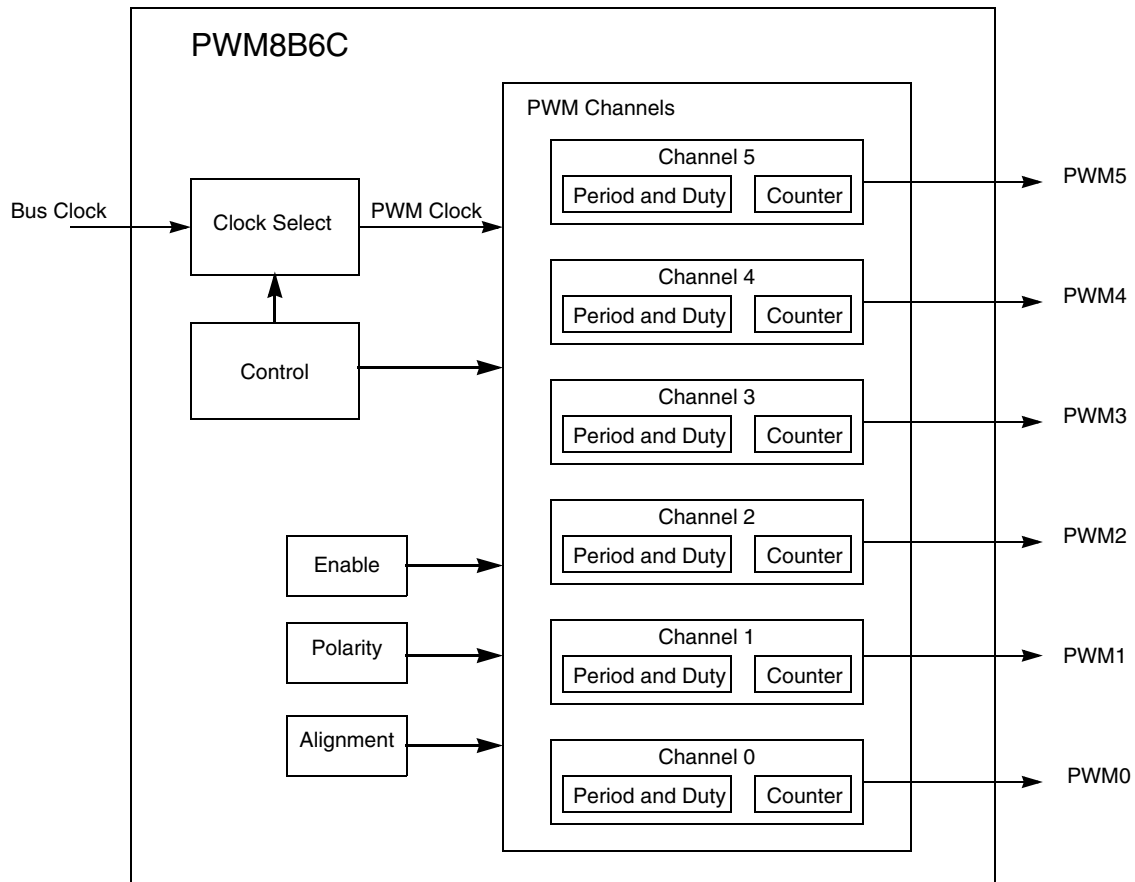 PWM8B6C
PWM Channels
Channel 5
Period and Duty Counter
PWM5
Bus Clock
Clock Select
PWM Clock
Channel 4
Period and Duty Counter
PWM4
Control
Channel 3
Period and Duty Counter
PWM3
Channel 2
Period and Duty Counter
PWM2
Enable
Channel 1
Period and Duty Counter
PWM1
Polarity
Alignment
Channel 0
Period and Duty Counter
PWM0